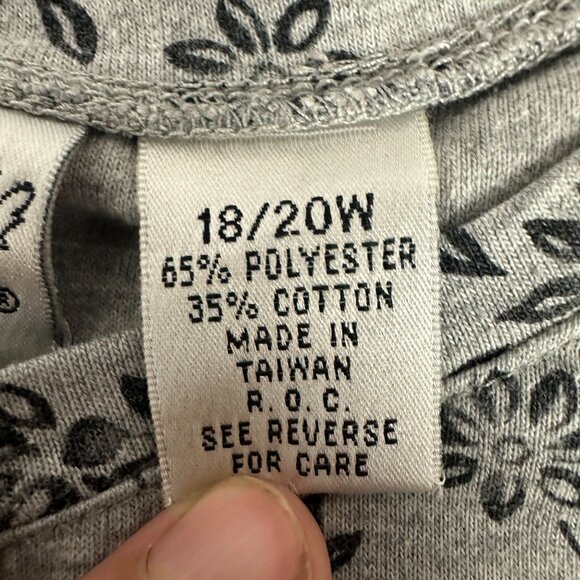 18/20W
65% POLYESTER
35% COTTON
MADE IN
TAIWAN
R. O. C.
SEE REVERSE
FOR CARE
®